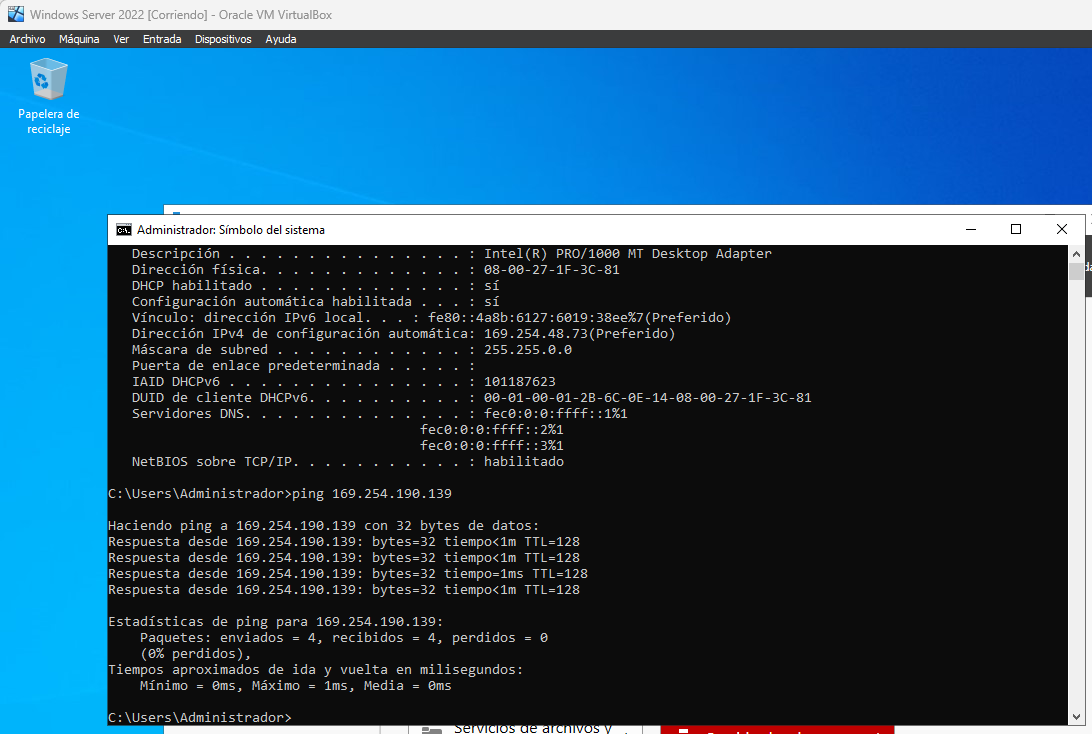 Windows Server 2022 [Corriendo] - Oracle VM VirtualBox
Archivo Máquina Ver Entrada Dispositivos Ayuda
Papelera de
reciclaje
Administrador: Símbolo del sistema
Descripción . . . . . . . . . . . . . . . : Intel(R) PRO/1000 MT Desktop Adapter
Dirección física. . . . . . . . . . . . . : 08-00-27-1F-3C-81
DHCP habilitado . . . . . . . . . . . . . : sí
Configuración automática habilitada . . . : sí
Vínculo: dirección IPv6 local. . . : fe80::4a8b:6127:6019:38ee%7(Preferido)
Dirección IPv4 de configuración automática: 169.254.48.73(Preferido)
Máscara de subred . . . . . . . . . . . . : 255.255.0.0
Puerta de enlace predeterminada . . . . . :
IAID DHCPv6 . . . . . . . . . . . . . . . : 101187623
DUID de cliente DHCPv6. . . . . . . . . . : 00-01-00-01-2B-6C-0E-14-08-00-27-1F-3C-81
Servidores DNS. . . . . . . . . . . . . . : fec0:0:0:ffff::1%1
fec0:0:0:ffff::2%1
fec0:0:0:ffff::3%1
NetBIOS sobre TCP/IP. . . . . . . . . . . : habilitado
C:\Users\Administrador>ping 169.254.190.139
Haciendo ping a 169.254.190.139 con 32 bytes de datos:
Respuesta desde 169.254.190.139: bytes=32 tiempo<1m TTL=128
Respuesta desde 169.254.190.139: bytes=32 tiempo<1m TTL=128
Respuesta desde 169.254.190.139: bytes=32 tiempo=1ms TTL=128
Respuesta desde 169.254.190.139: bytes=32 tiempo<1m TTL=128
Estadísticas de ping para 169.254.190.139:
Paquetes: enviados = 4, recibidos = 4, perdidos = 0
(0% perdidos),
Tiempos aproximados de ida y vuelta en milisegundos:
Mínimo = 0ms, Máximo = 1ms, Media = 0ms
C:\Users\Administrador>
Servicios de archivos y